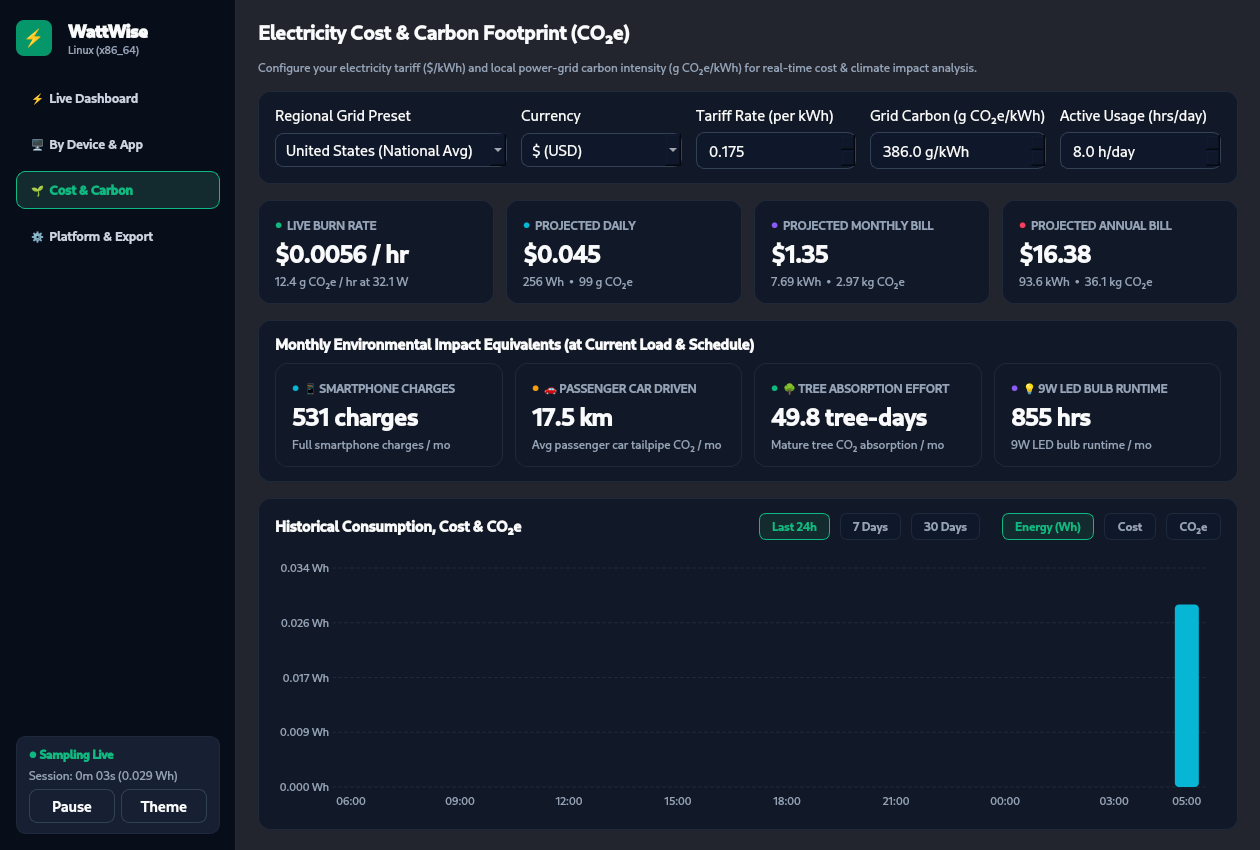 WattWise
Linux (x86_64)
⚡ Live Dashboard
🖥️ By Device & App
🌱 Cost & Carbon
⚙️ Platform & Export
● Sampling Live
Session: 0m 03s (0.029 Wh)
Pause Theme
Electricity Cost & Carbon Footprint (CO₂e)
Configure your electricity tariff ($/kWh) and local power-grid carbon intensity (g CO₂e/kWh) for real-time cost & climate impact analysis.
Regional Grid Preset Currency Tariff Rate (per kWh) Grid Carbon (g CO₂e/kWh) Active Usage (hrs/day)
United States (National Avg) $ (USD) 0.175 386.0 g/kWh 8.0 h/day
● LIVE BURN RATE
$0.0056 / hr
12.4 g CO₂e / hr at 32.1 W
● PROJECTED DAILY
$0.045
256 Wh • 99 g CO₂e
● PROJECTED MONTHLY BILL
$1.35
7.69 kWh • 2.97 kg CO₂e
● PROJECTED ANNUAL BILL
$16.38
93.6 kWh • 36.1 kg CO₂e
Monthly Environmental Impact Equivalents (at Current Load & Schedule)
● 📱 SMARTPHONE CHARGES
531 charges
Full smartphone charges / mo
● 🚗 PASSENGER CAR DRIVEN
17.5 km
Avg passenger car tailpipe CO₂ / mo
● 🌳 TREE ABSORPTION EFFORT
49.8 tree-days
Mature tree CO₂ absorption / mo
● 💡 9W LED BULB RUNTIME
855 hrs
9W LED bulb runtime / mo
Historical Consumption, Cost & CO₂e
Last 24h 7 Days 30 Days Energy (Wh) Cost CO₂e
0.034 Wh
0.026 Wh
0.017 Wh
0.009 Wh
0.000 Wh
06:00 09:00 12:00 15:00 18:00 21:00 00:00 03:00 05:00